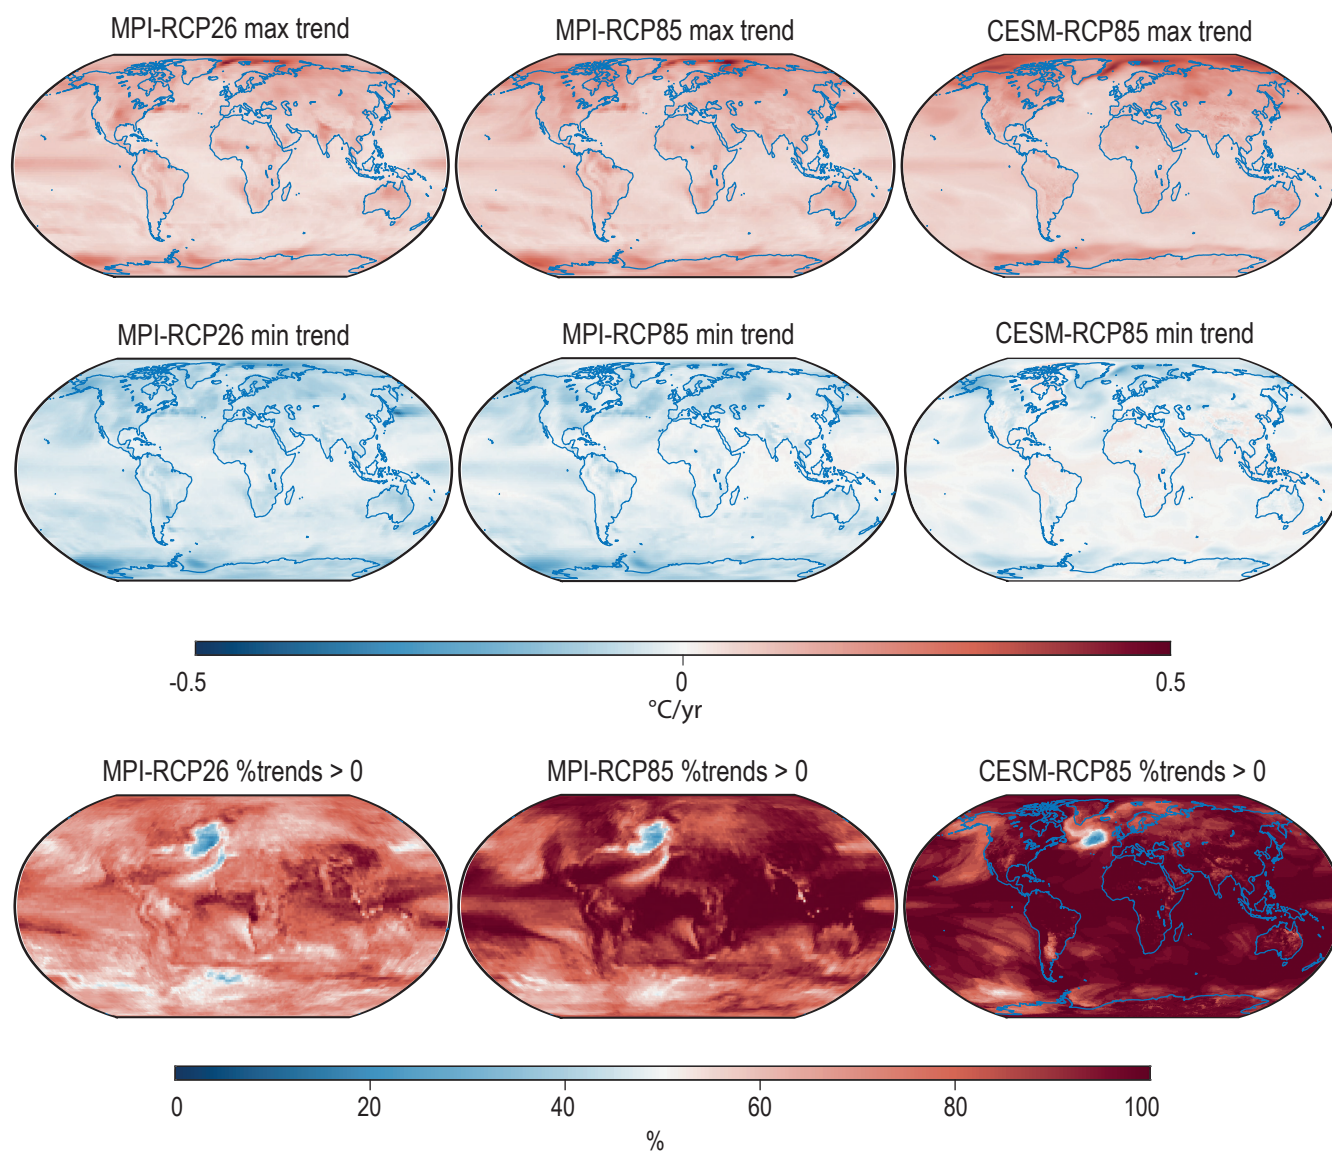 MPI-RCP26 max trend
MPI-RCP85 max trend
CESM-RCP85 max trend
MPI-RCP26 min trend
MPI-RCP85 min trend
CESM-RCP85 min trend
-0.5
0
0.5
°C/yr
MPI-RCP26 %trends > 0
MPI-RCP85 %trends > 0
CESM-RCP85 %trends > 0
0
20
40
60
80
100
%